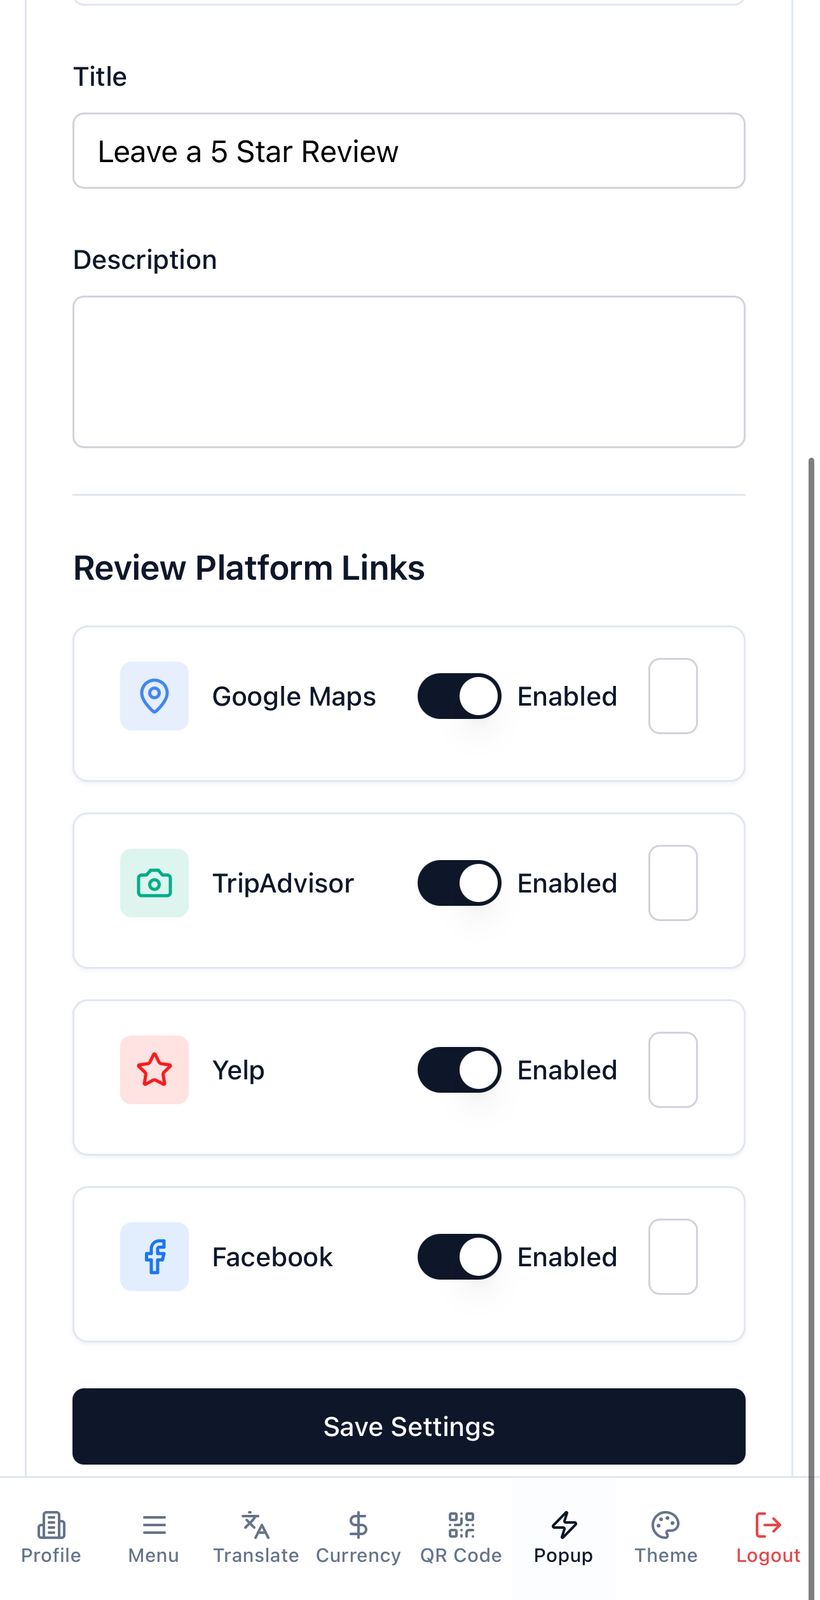 Title
Leave a 5 Star Review
Description
Review Platform Links
Google Maps Enabled
TripAdvisor Enabled
Yelp Enabled
Facebook Enabled
Save Settings
Profile Menu Translate Currency QR Code Popup Theme Logout